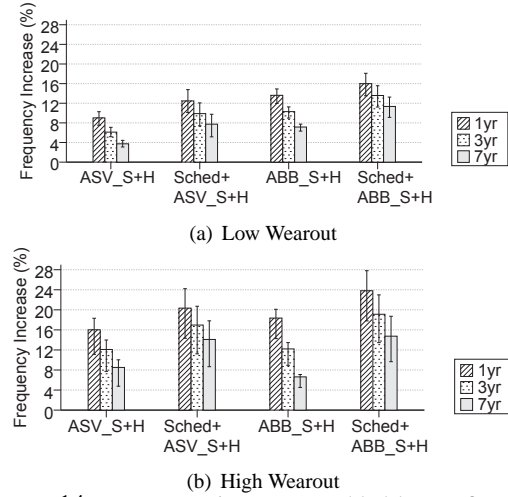 Frequency Increase (%)
28
24
20
16
12
8
4
0
ASV_S+H
Sched+
ASV_S+H
ABB_S+H
Sched+
ABB_S+H
1yr
3yr
7yr
(a) Low Wearout
Frequency Increase (%)
28
24
20
16
12
8
4
0
ASV_S+H
Sched+
ASV_S+H
ABB_S+H
Sched+
ABB_S+H
1yr
3yr
7yr
(b) High Wearout